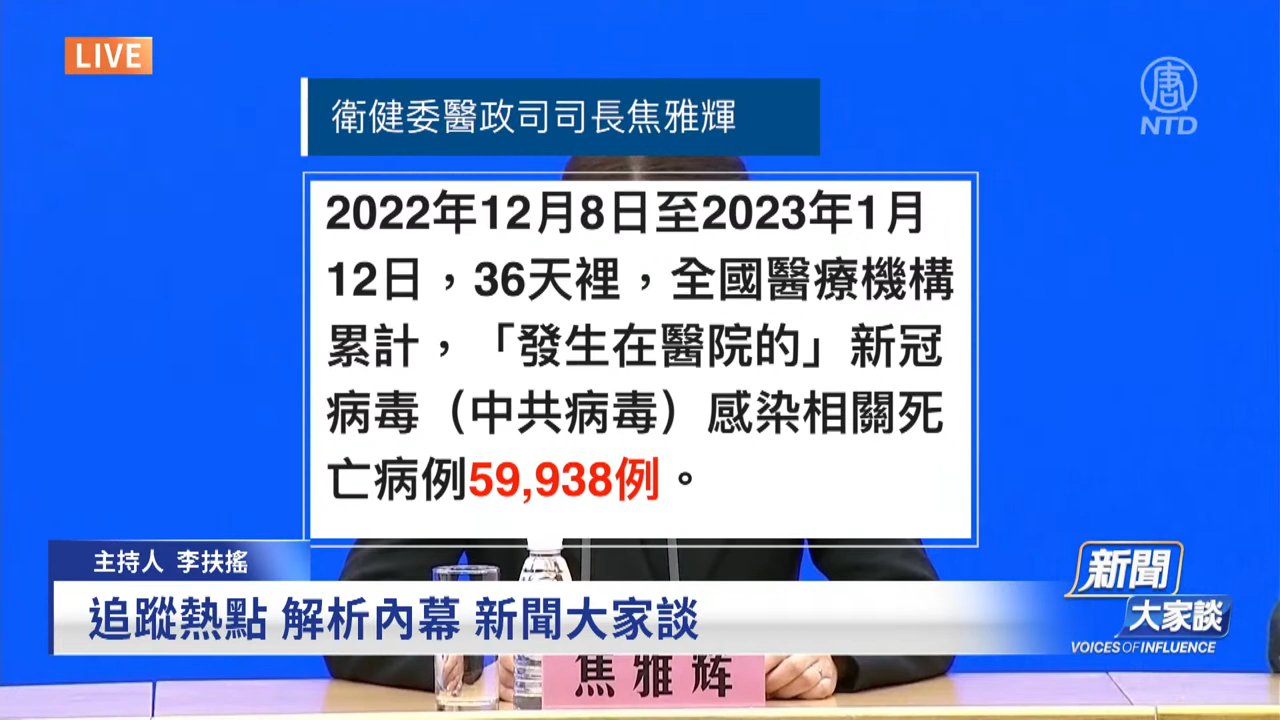 LIVE
衛健委醫政司司長焦雅輝
唐
NTD
2022年12月8日至2023年1月
12日，36天裡，全國醫療機構
累計，「發生在醫院的」新冠
病毒（中共病毒）感染相關死
亡病例59,938例。
主持人 李扶搖
追蹤熱點 解析內幕 新聞大家談
新聞
大家談
VOICES OF INFLUENCE
焦雅辉